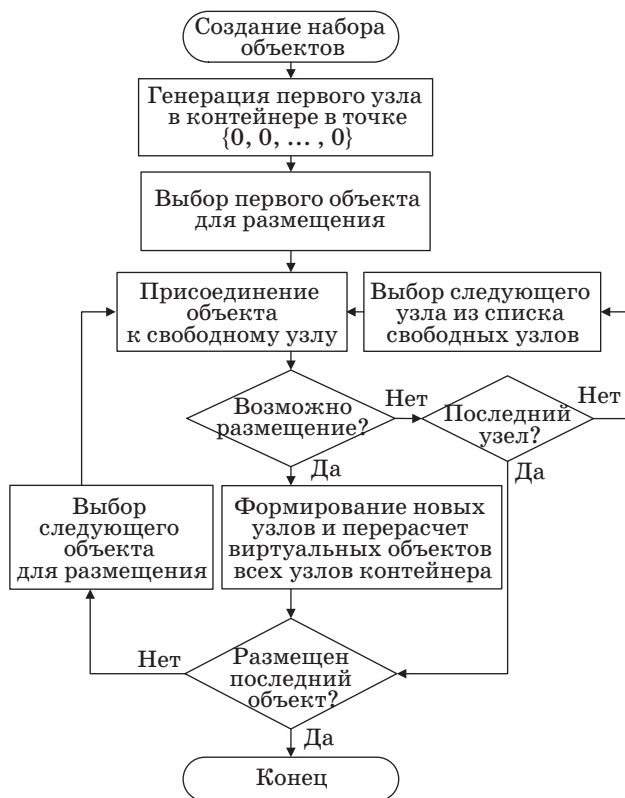 Создание набора
объектов
Генерация первого узла
в контейнере в точке
{0, 0, ... , 0}
Выбор первого объекта
для размещения
Присоединение
объекта
к свободному узлу
Выбор следующего
узла из списка
свободных узлов
Возможно
размещение?
Нет
Последний
узел?
Нет
Да
Да
Выбор
следующего
объекта
для размещения
Формирование новых
узлов и перерасчет
виртуальных объектов
всех узлов контейнера
Нет
Размещен
последний
объект?
Да
Конец